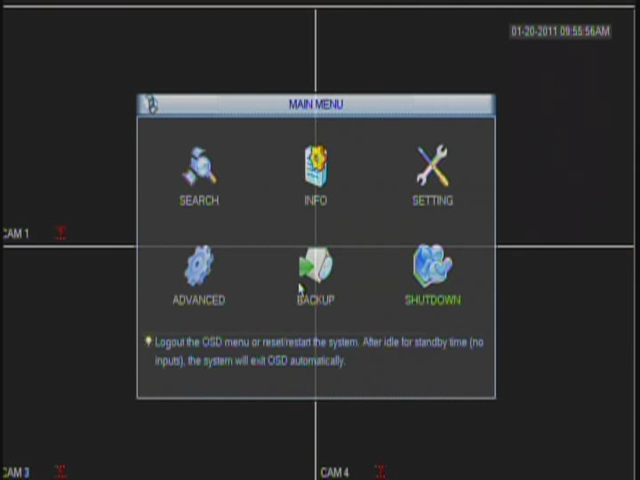 01-20-2011 09:55:56AM
MAIN MENU
SEARCH
INFO
SETTING
CAM 1
ADVANCED
BACKUP
SHUTDOWN
Logout the OSD menu or reset/restart the system. After idle for standby time (no
inputs), the system will exit OSD automatically.
CAM 3
CAM 4